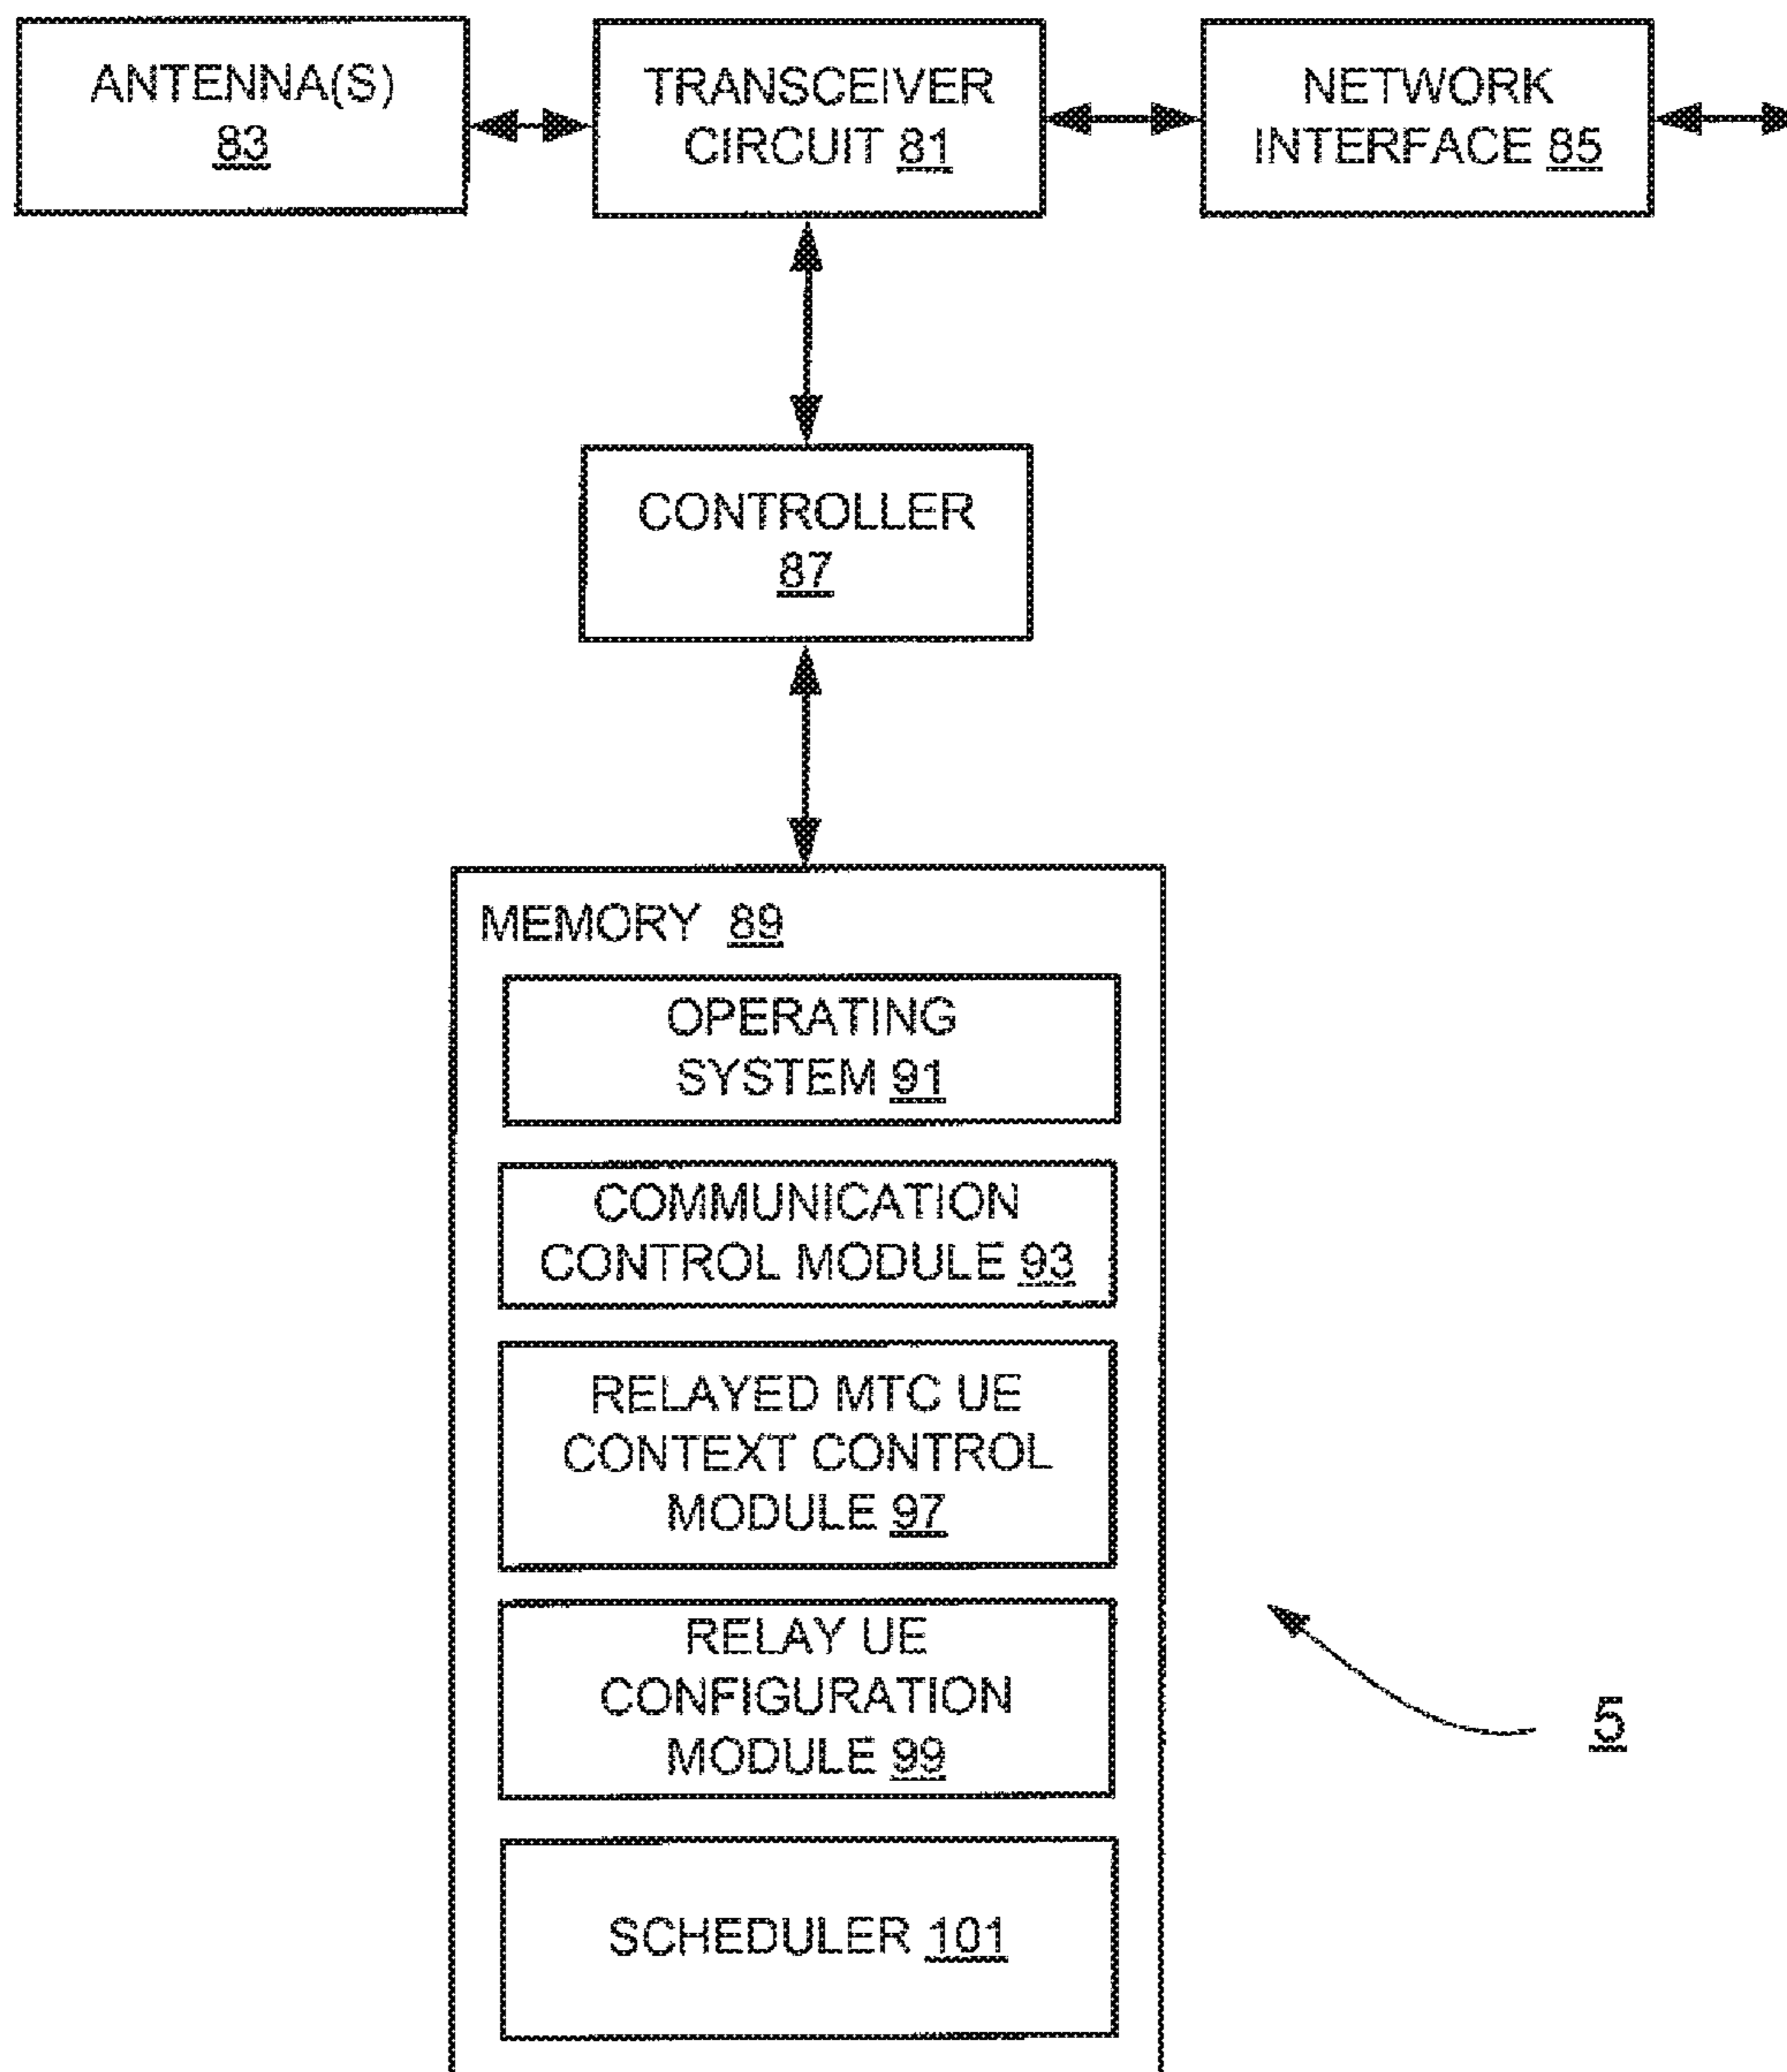 ANTENNA(S)
83
TRANSCEIVER
CIRCUIT 81
NETWORK
INTERFACE 85
CONTROLLER
87
MEMORY 89
OPERATING
SYSTEM 91
COMMUNICATION
CONTROL MODULE 93
RELAYED MTC UE
CONTEXT CONTROL
MODULE 97
RELAY UE
CONFIGURATION
MODULE 99
5
SCHEDULER 101